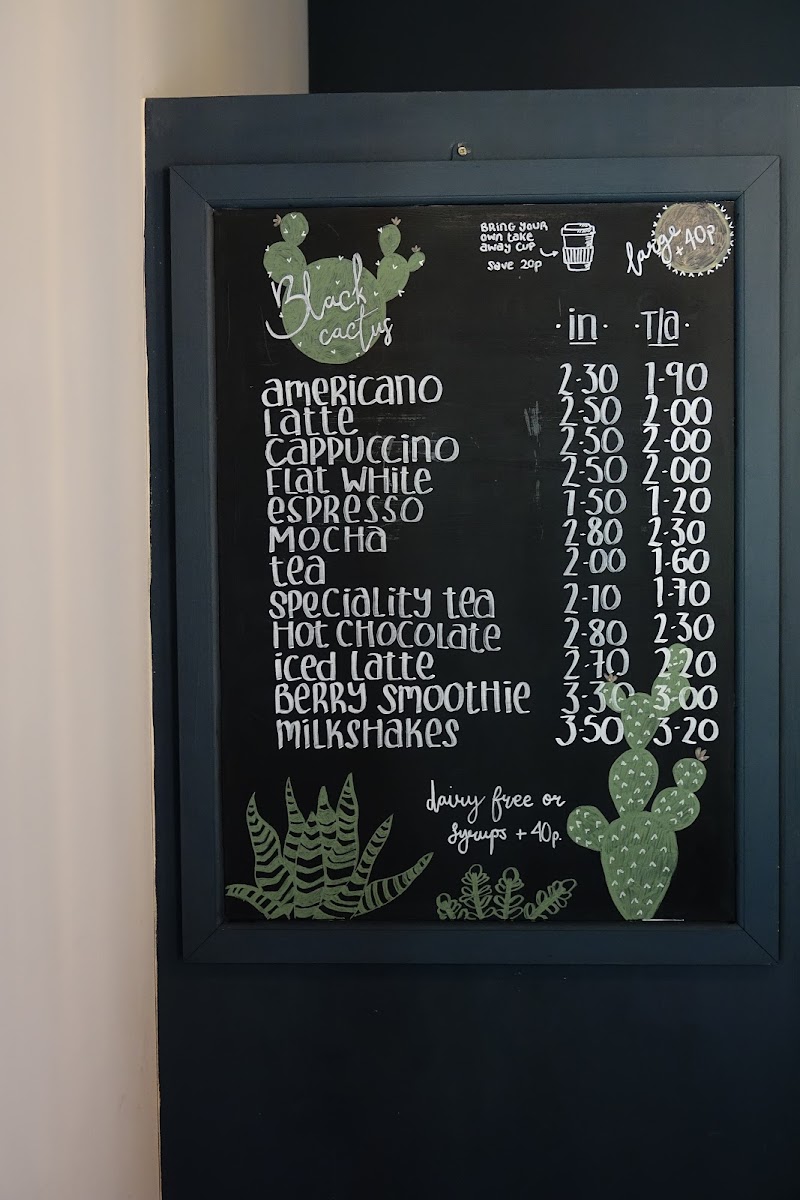 Black
cactus
BRING YOUR
own take
away cup
save 20p
large
+40p
·in· ·T/a·
americano 2-30 1-90
Latte 2-50 2-00
cappuccino 2-50 2-00
Flat white 2-50 2-00
espresso 1-50 1-20
Mocha 2-80 2-30
tea 2-00 1-60
speciality tea 2-10 1-70
Hot chocolate 2-80 2-30
iced latte 2-70 2-20
Berry smoothie 3-30 3-00
milkshakes 3-50 3-20
dairy free or
syrups + 40p.